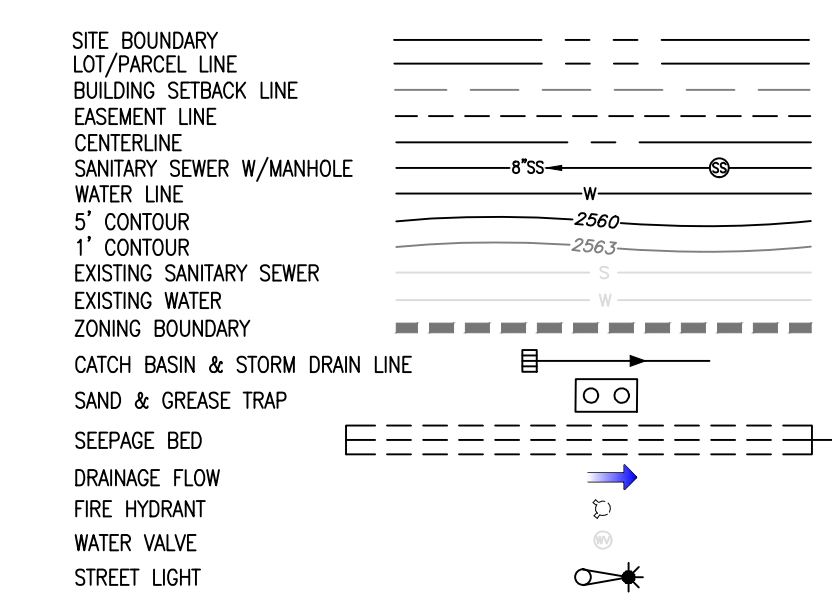 SITE BOUNDARY
LOT/PARCEL LINE
BUILDING SETBACK LINE
EASEMENT LINE
CENTERLINE
SANITARY SEWER W/MANHOLE 8"SS SS
WATER LINE W
5' CONTOUR 2560
1' CONTOUR 2563
EXISTING SANITARY SEWER S
EXISTING WATER W
ZONING BOUNDARY
CATCH BASIN & STORM DRAIN LINE
SAND & GREASE TRAP
SEEPAGE BED
DRAINAGE FLOW
FIRE HYDRANT
WATER VALVE WV
STREET LIGHT